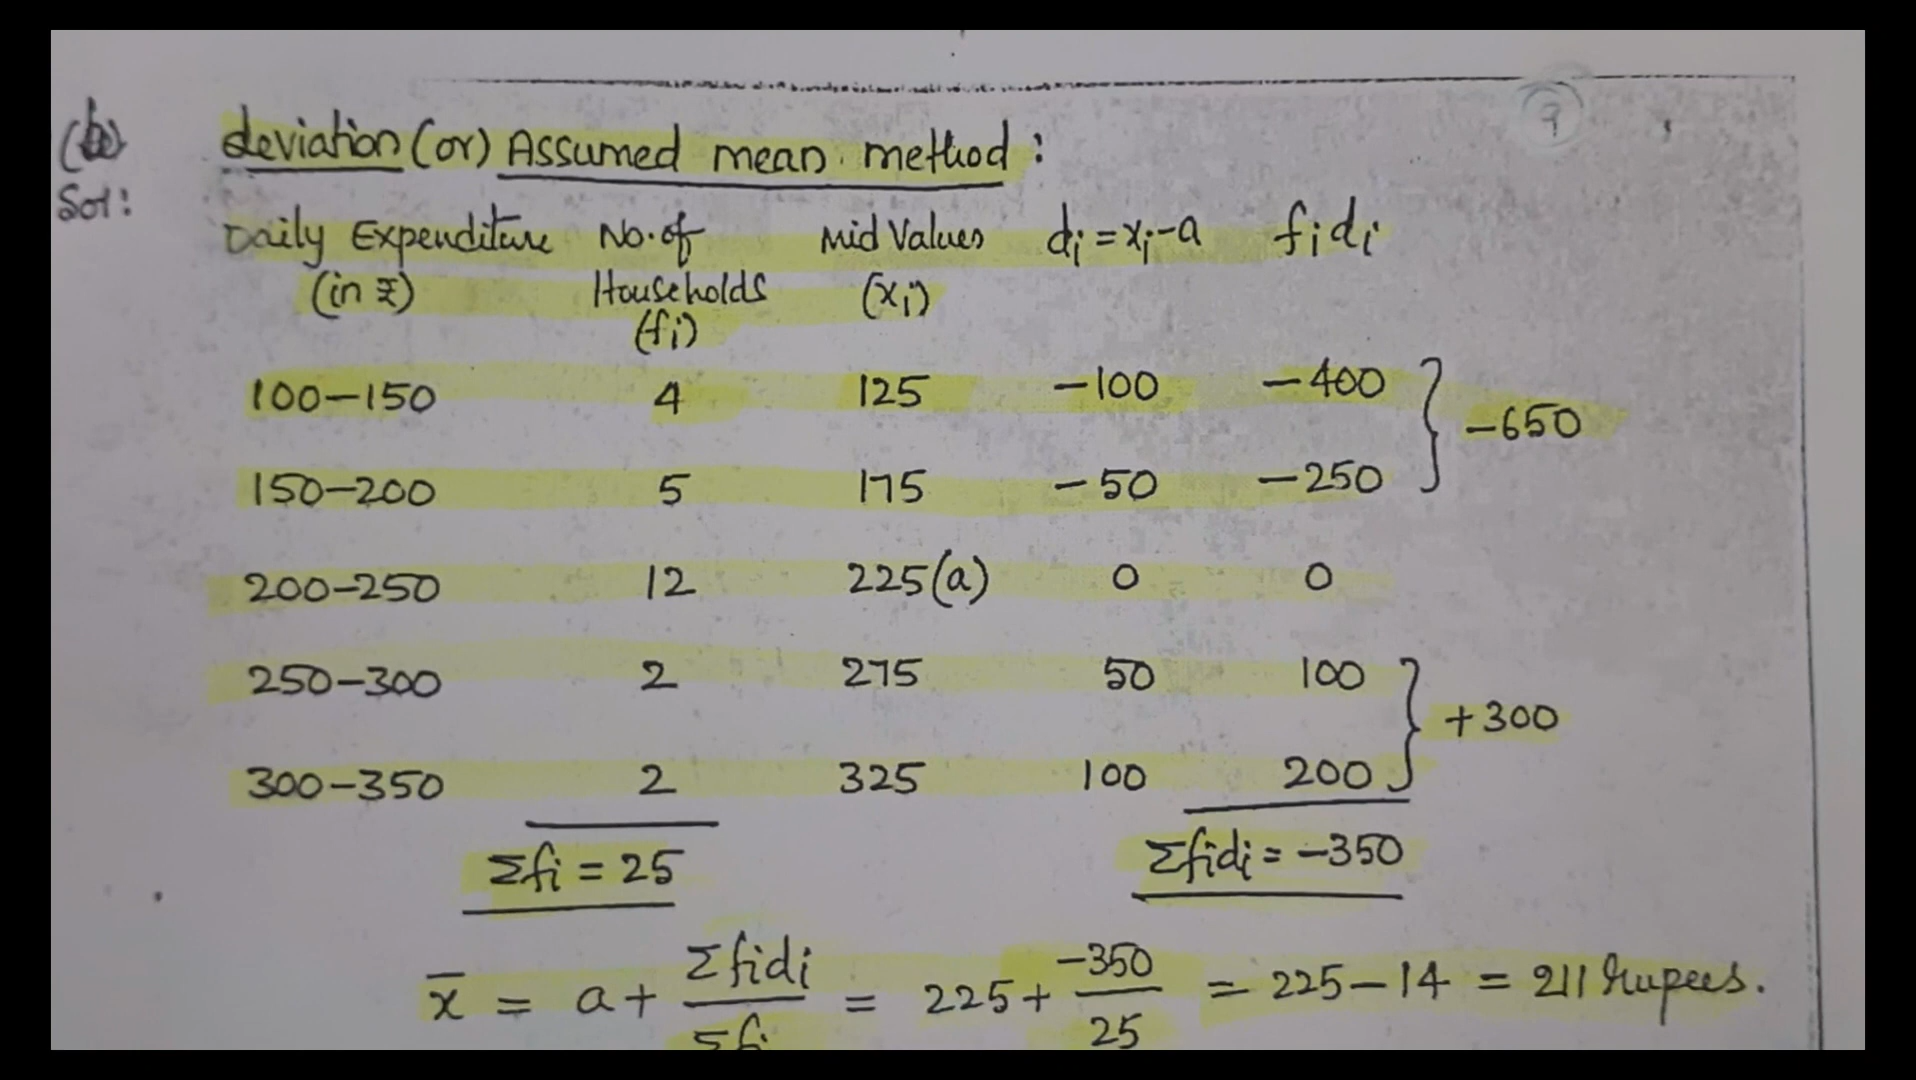 9
(b) deviation (or) Assumed mean method :
Sol:
Daily Expenditure No. of Mid Values dᵢ = xᵢ - a fᵢdᵢ
(in ₹) Households (xᵢ)
(fᵢ)
100-150 4 125 -100 -400
-650
150-200 5 175 -50 -250
200-250 12 225(a) 0 0
250-300 2 275 50 100
+300
300-350 2 325 100 200
Σfi = 25 Σfidi = -350
x̄ = a + Σfidi / Σfi = 225 + -350 / 25 = 225 - 14 = 211 Rupees.